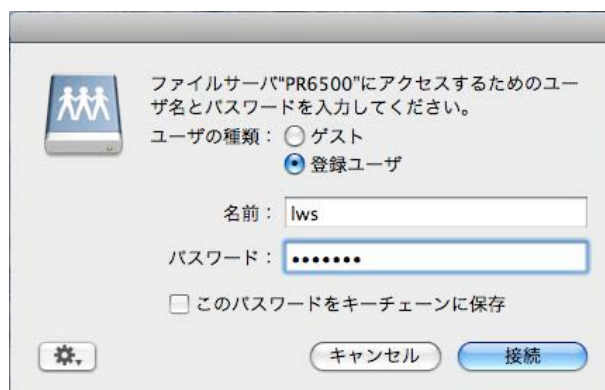 ファイルサーバ“PR6500”にアクセスするためのユー
ザ名とパスワードを入力してください。
ユーザの種類：ゲスト
登録ユーザ
名前：lws
パスワード：•••••••
このパスワードをキーチェーンに保存
キャンセル 接続